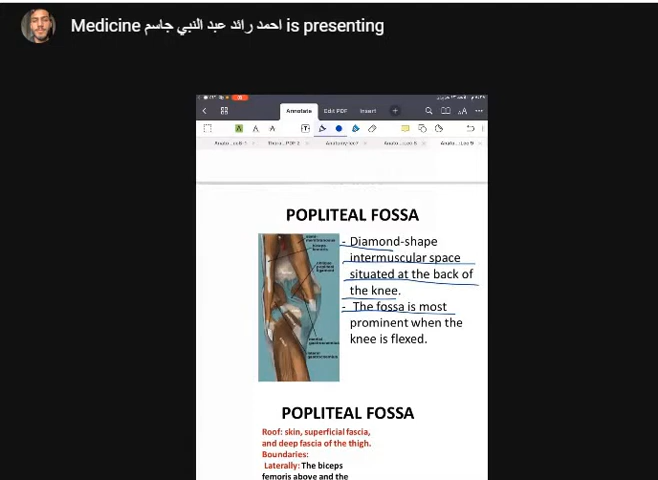 Medicine احمد رائد عبد النبي جاسم is presenting
Annotate Edit PDF Insert
POPLITEAL FOSSA
- Diamond-shape
intermuscular space
situated at the back of
the knee.
- The fossa is most
prominent when the
knee is flexed.
POPLITEAL FOSSA
Roof: skin, superficial fascia,
and deep fascia of the thigh.
Boundaries:
Laterally: The biceps
femoris above and the